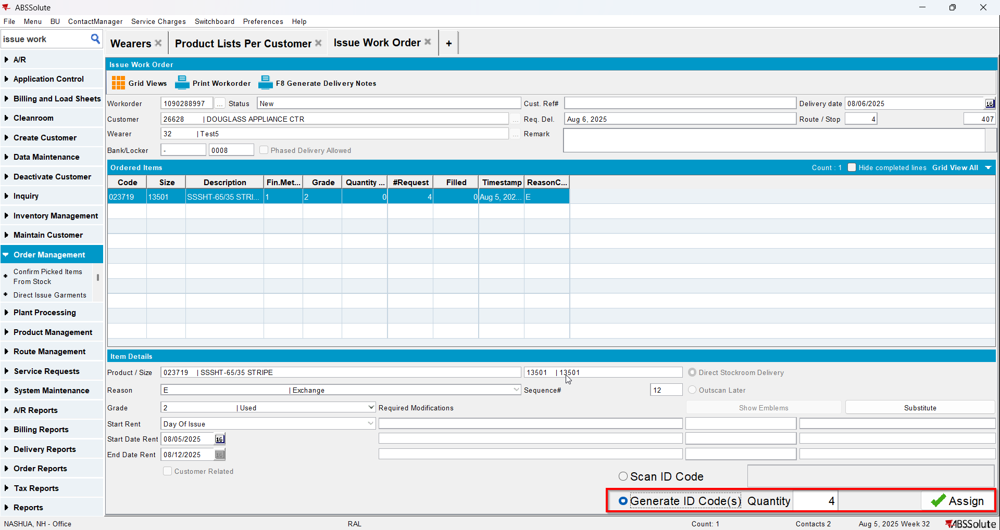 ABSSolute
File Menu BU ContactManager Service Charges Switchboard Preferences Help
issue work
Wearers
Product Lists Per Customer
Issue Work Order
+
A/R
Application Control
Billing and Load Sheets
Cleanroom
Create Customer
Data Maintenance
Deactivate Customer
Inquiry
Inventory Management
Maintain Customer
Order Management
Confirm Picked Items
From Stock
Direct Issue Garments
Plant Processing
Product Management
Route Management
Service Requests
System Maintenance
A/R Reports
Billing Reports
Delivery Reports
Order Reports
Tax Reports
Reports
Issue Work Order
Grid Views Print Workorder F8 Generate Delivery Notes
Workorder 1090288997 ... Status New Cust. Ref# Delivery date 08/06/2025 16
Customer 26628 | DOUGLASS APPLIANCE CTR ... Req. Del. Aug 6, 2025 Route / Stop 4 407
Wearer 32 | Test5 ... Remark
Bank/Locker - 0008 Phased Delivery Allowed
Ordered Items Count : 1 Hide completed lines Grid View All
Code Size Description Fin.Met... Grade Quantity ... #Request Filled Timestamp ReasonC...
023719 13501 SSSHT-65/35 STRI... 1 2 0 4 0 Aug 5, 202... E
Item Details
Product / Size 023719 | SSSHT-65/35 STRIPE 13501 | 13501 Direct Stockroom Delivery
Reason E | Exchange Sequence# 12 Outscan Later
Grade 2 | Used Required Modifications Show Emblems Substitute
Start Rent Day Of Issue
Start Date Rent 08/05/2025 16
End Date Rent 08/12/2025 16
Customer Related
Scan ID Code
Generate ID Code(s) Quantity 4 Assign
NASHUA, NH - Office RAL Count: 1 Contacts 2 Aug 5, 2025 Week 32 ABSSolute